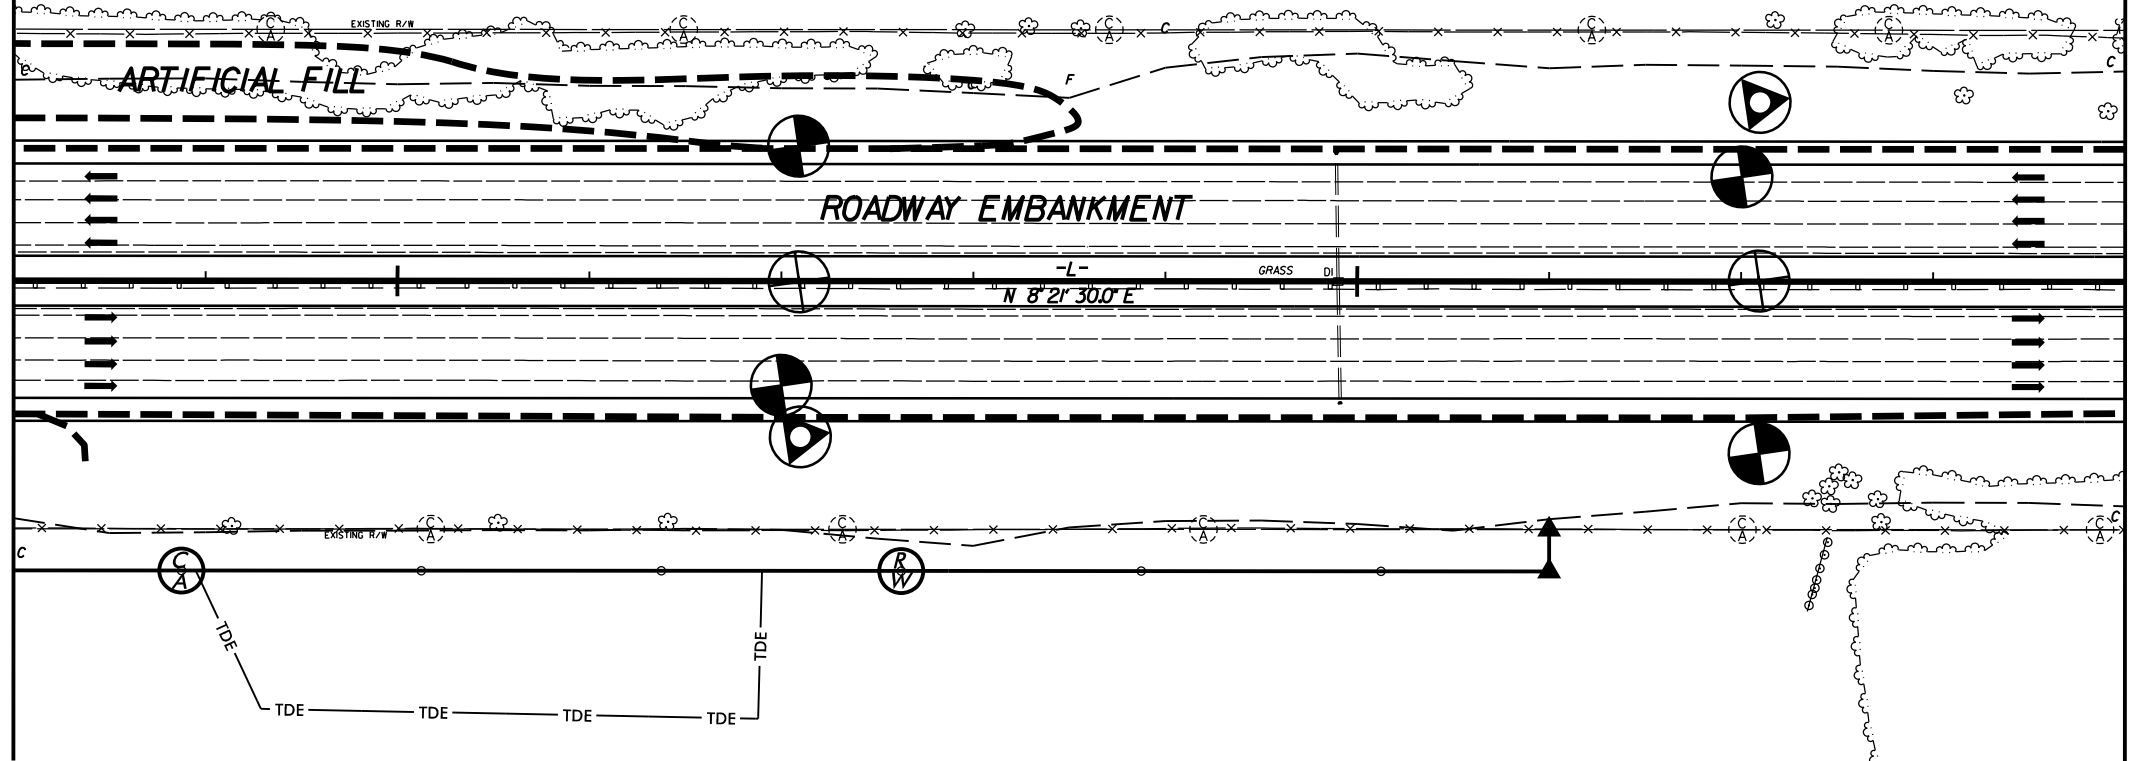 C A
EXISTING R/W
C A
C A
C
C A
C A
C
ARTIFICIAL FILL
F
C
ROADWAY EMBANKMENT
-L-
GRASS DI
N 8° 21' 30.0" E
C A
C A
C A
C A
C A
C
EXISTING R/W
C
C A
R W
TDE
TDE
TDE TDE TDE TDE